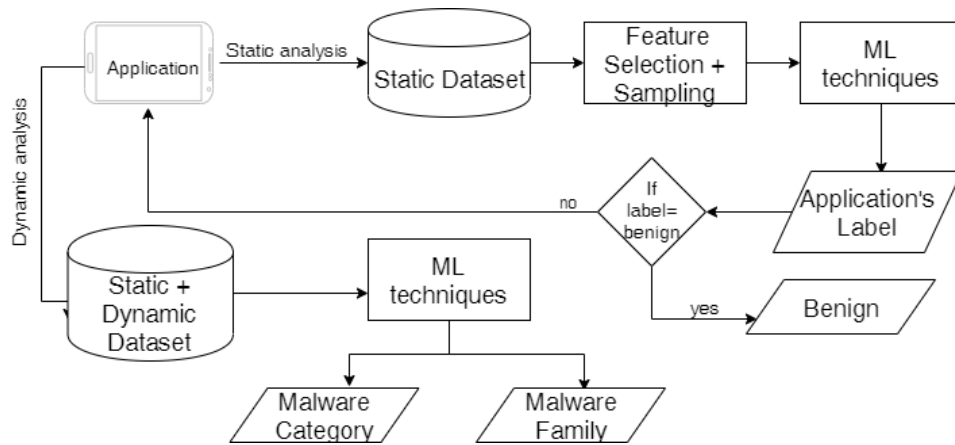 Application
Static analysis
Static Dataset
Feature
Selection +
Sampling
ML
techniques
Application's
Label
If
label=
benign
no
yes
Benign
Dynamic analysis
Static +
Dynamic
Dataset
ML
techniques
Malware
Category
Malware
Family